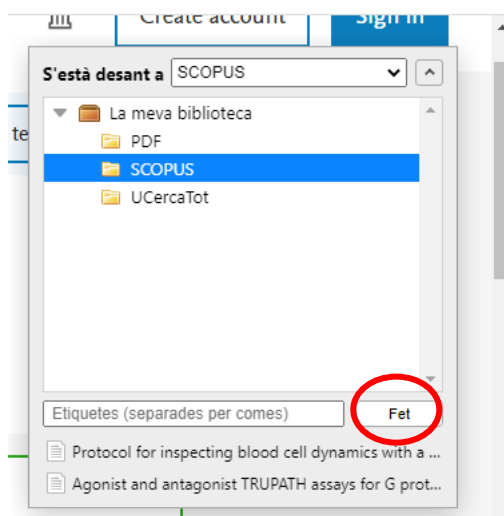 Create account
Sign in
S'està desant a SCOPUS
te
La meva biblioteca
PDF
SCOPUS
UCercaTot
Etiquetes (separades per comes)
Fet
Protocol for inspecting blood cell dynamics with a ...
Agonist and antagonist TRUPATH assays for G prot...